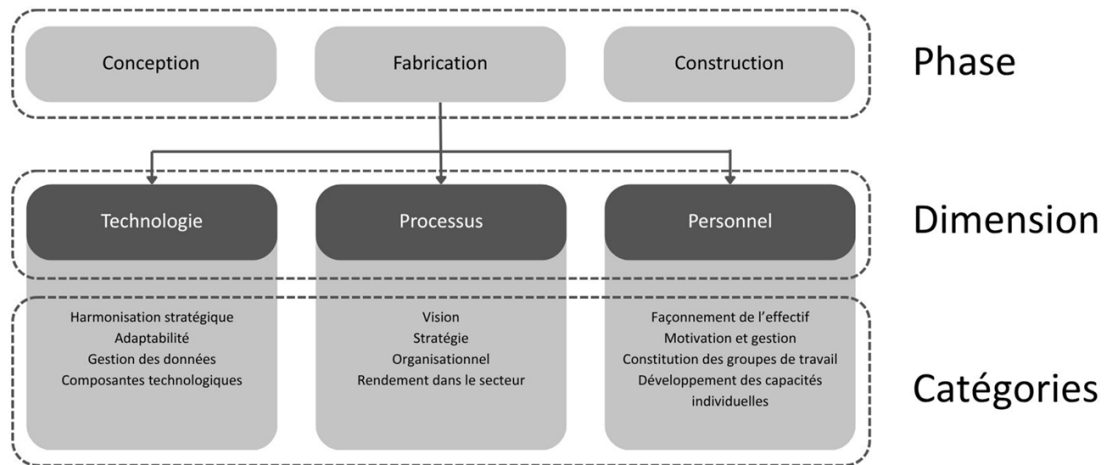 Conception
Fabrication
Construction
Phase
Technologie
Processus
Personnel
Dimension
Harmonisation stratégique
Adaptabilité
Gestion des données
Composantes technologiques
Vision
Stratégie
Organisationnel
Rendement dans le secteur
Façonnement de l’effectif
Motivation et gestion
Constitution des groupes de travail
Développement des capacités
individuelles
Catégories